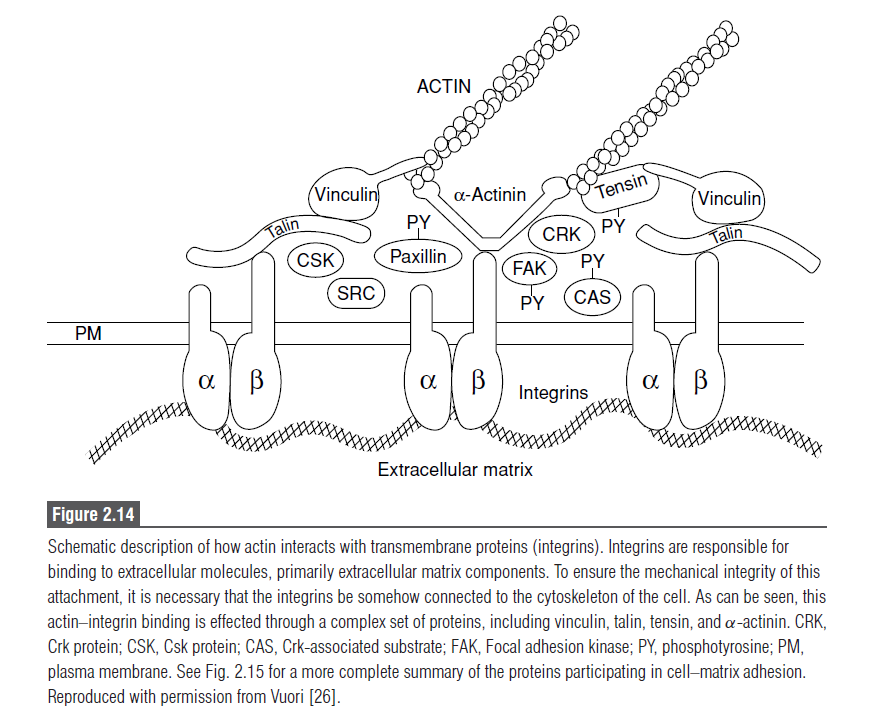 ACTIN
Vinculin
α-Actinin
Tensin
Vinculin
Talin
PY
CRK
PY
Talin
CSK
Paxillin
FAK
PY
SRC
PY
CAS
PM
α
β
α
β
Integrins
α
β
Extracellular matrix
Figure 2.14
Schematic description of how actin interacts with transmembrane proteins (integrins). Integrins are responsible for
binding to extracellular molecules, primarily extracellular matrix components. To ensure the mechanical integrity of this
attachment, it is necessary that the integrins be somehow connected to the cytoskeleton of the cell. As can be seen, this
actin–integrin binding is effected through a complex set of proteins, including vinculin, talin, tensin, and α-actinin. CRK,
Crk protein; CSK, Csk protein; CAS, Crk-associated substrate; FAK, Focal adhesion kinase; PY, phosphotyrosine; PM,
plasma membrane. See Fig. 2.15 for a more complete summary of the proteins participating in cell–matrix adhesion.
Reproduced with permission from Vuori [26].